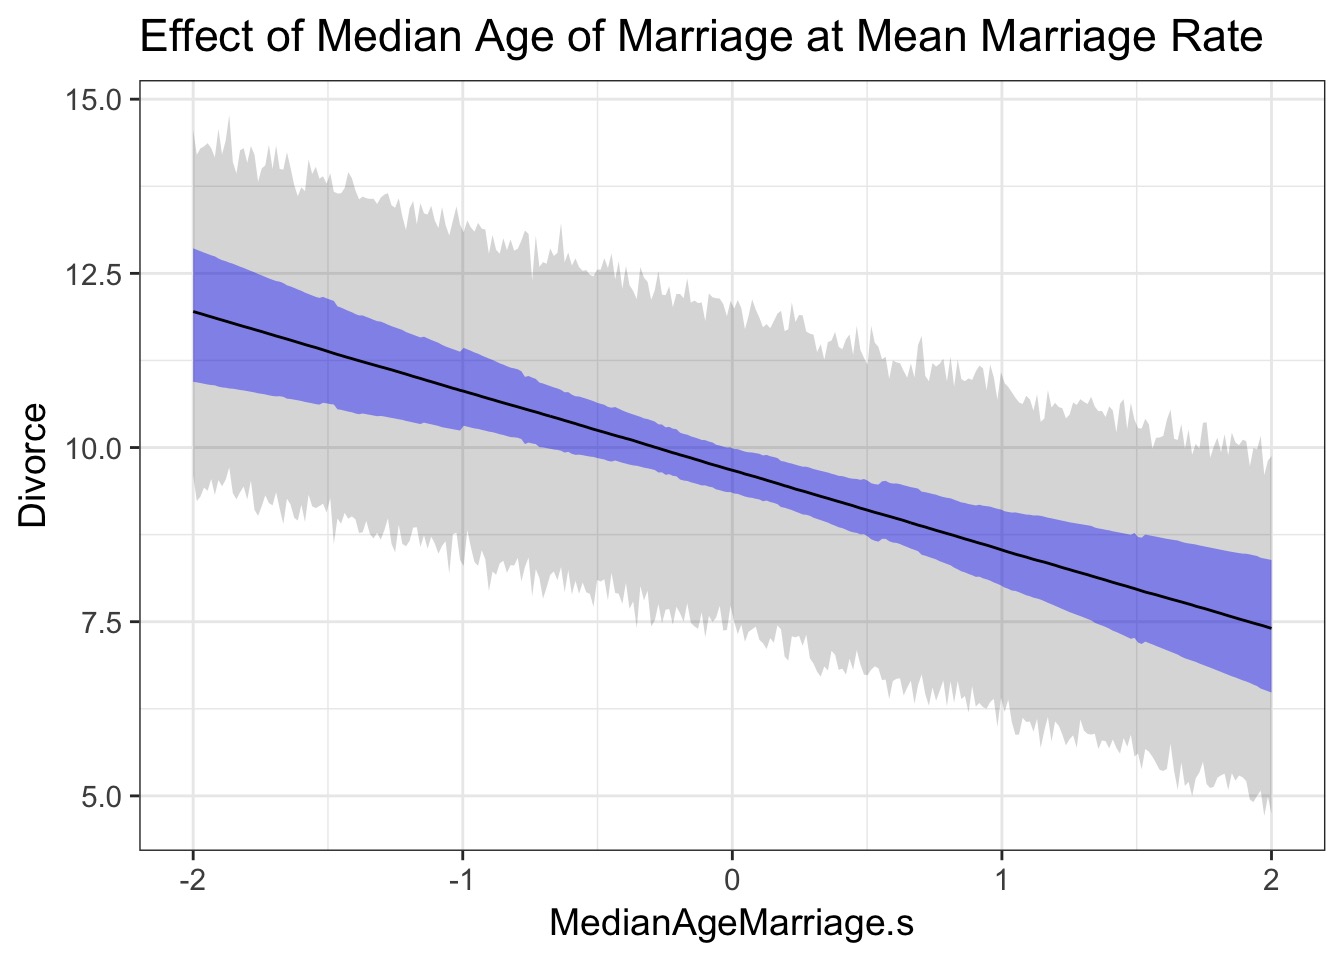 Effect of Median Age of Marriage at Mean Marriage Rate
15.0
12.5
10.0
7.5
5.0
Divorce
-2 -1 0 1 2
MedianAgeMarriage.s